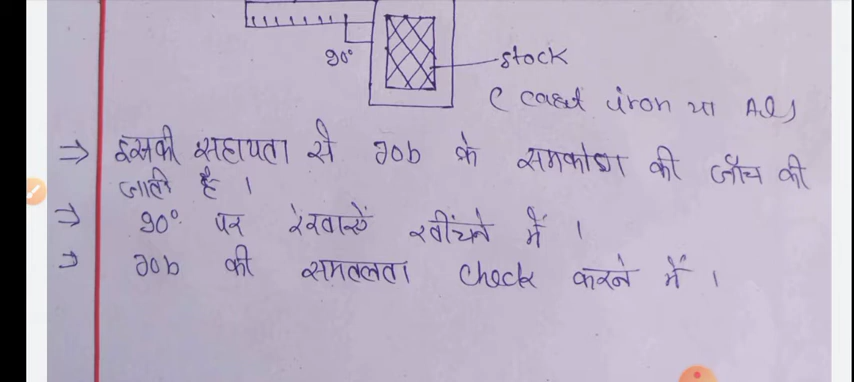 90°
stock
( cast iron या Al)
⇒ इसकी सहायता से Job के समकोण की जाँच की
जाती है ।
⇒ 90° पर रेखाएँ खींचने में ।
⇒ Job की समतलता check करने में ।